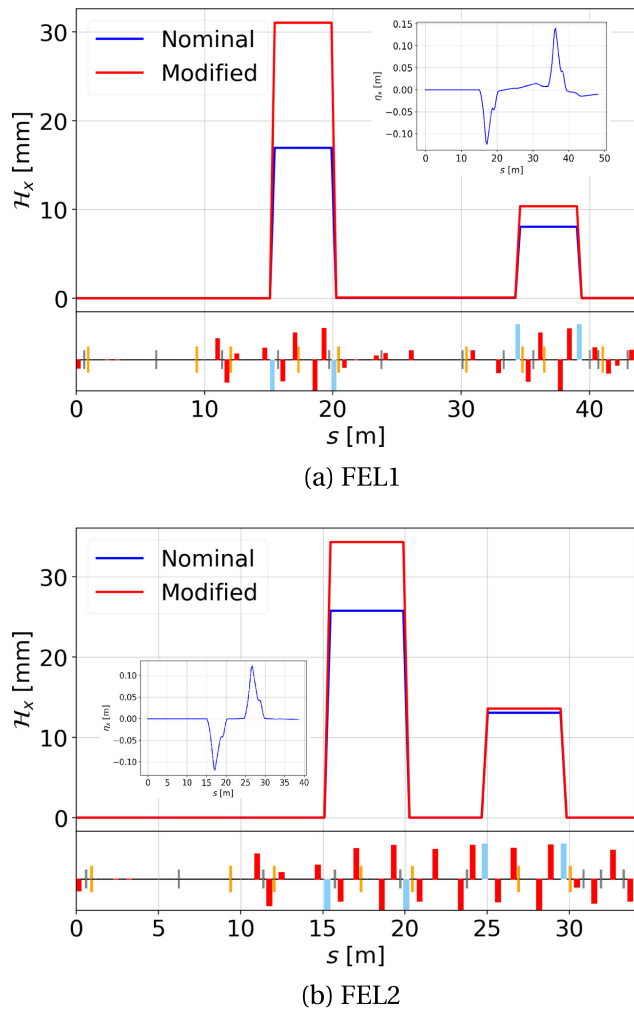 Nominal
Modified
30
20
10
0
ℋx [mm]
0.15
0.10
0.05
0.00
−0.05
−0.10
ηx [m]
0 10 20 30 40 50
s [m]
0 10 20 30 40
s [m]
(a) FEL1
Nominal
Modified
30
20
10
0
ℋx [mm]
0.10
0.05
0.00
−0.05
−0.10
ηx [m]
0 5 10 15 20 25 30 35 40
s [m]
0 5 10 15 20 25 30
s [m]
(b) FEL2